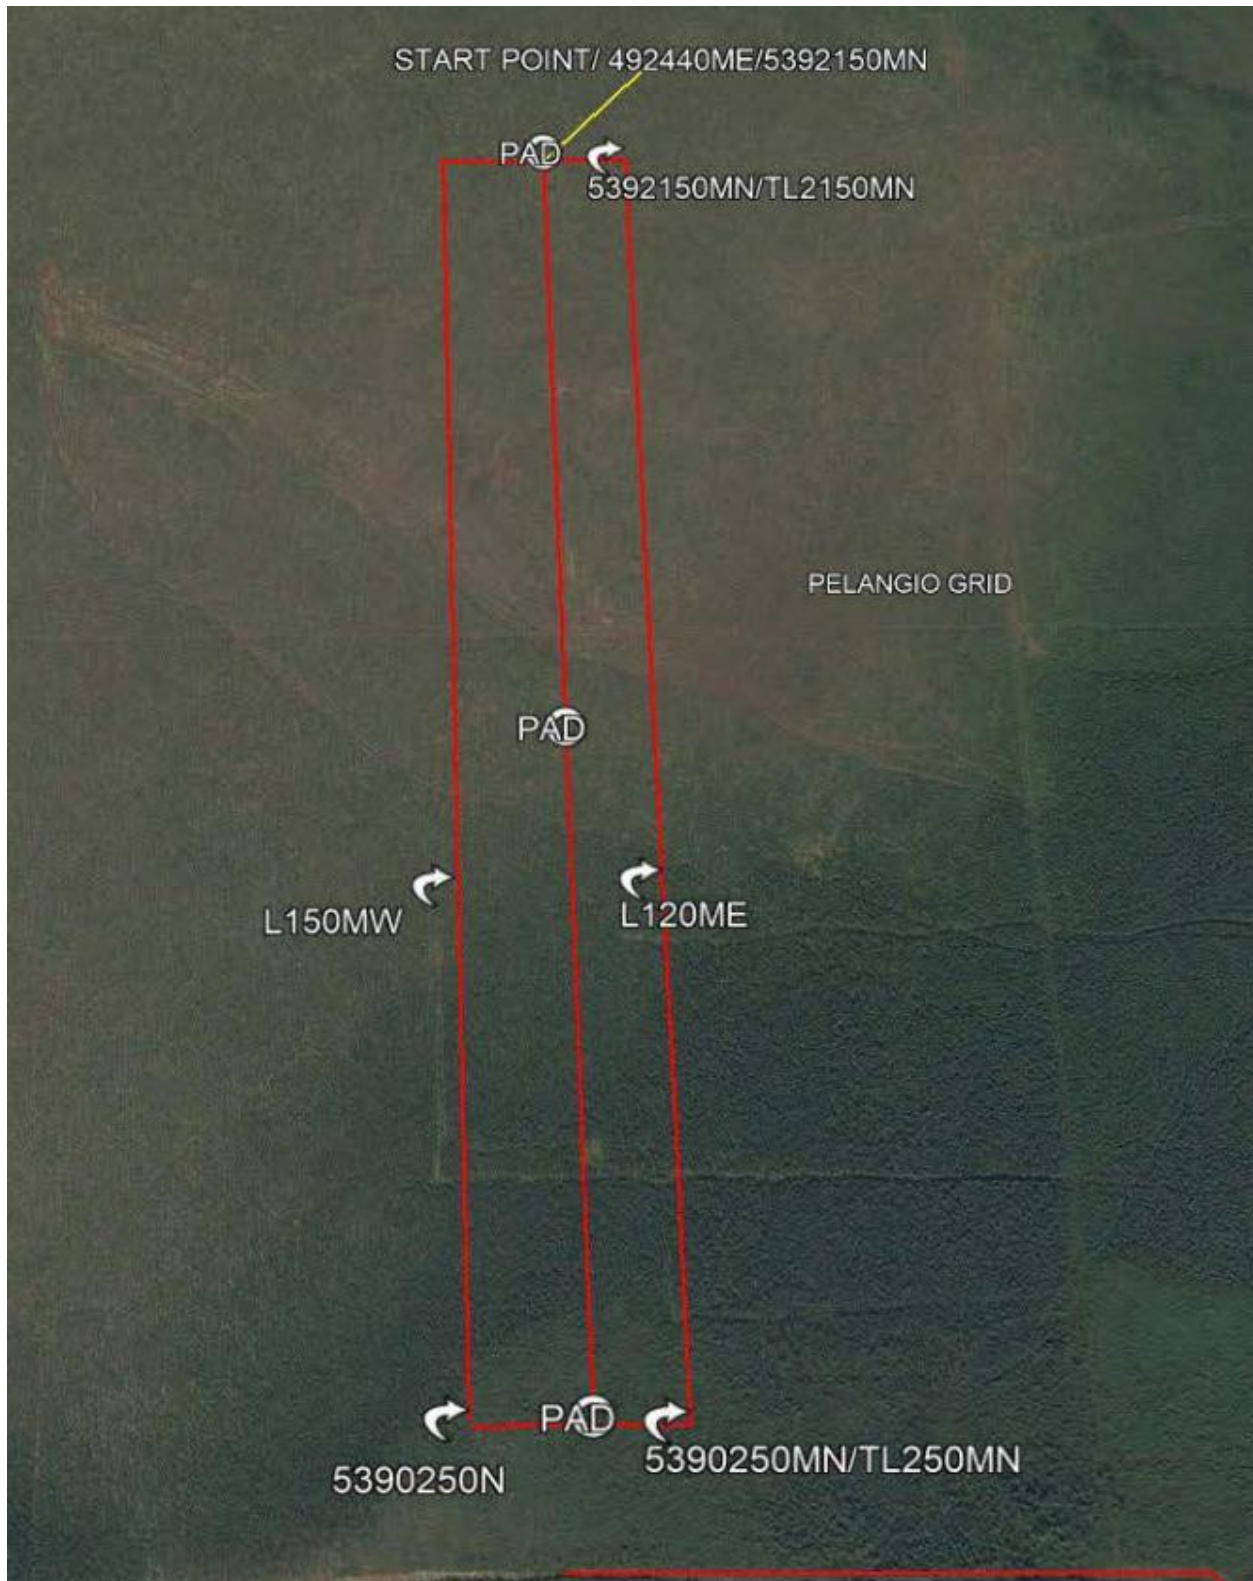 START POINT/ 492440ME/5392150MN
PAD
5392150MN/TL2150MN
PELANGIO GRID
PAD
L150MW
L120ME
PAD
5390250MN/TL250MN
5390250N